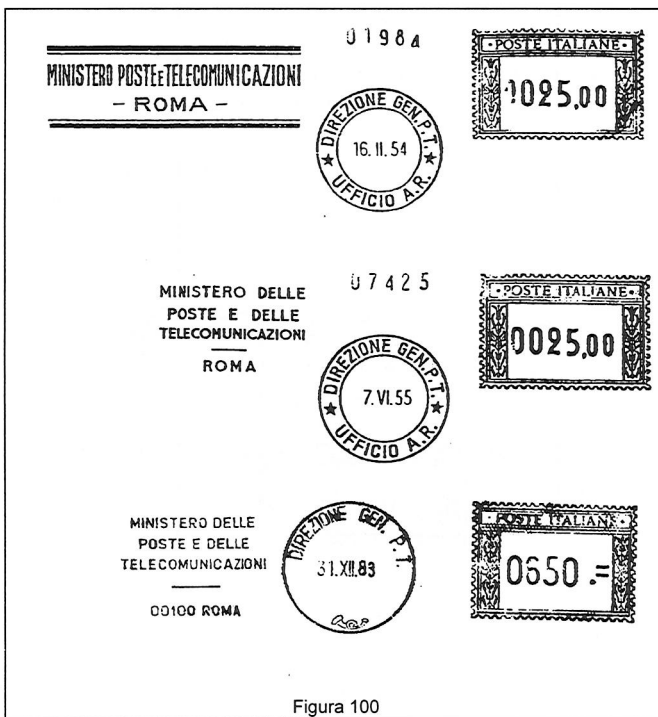 01984
MINISTERO POSTE E TELECOMUNICAZIONI
- ROMA -
DIREZIONE GEN. P.T.
16.II.54
UFFICIO A.R.
·POSTE ITALIANE·
0025,00
07425
MINISTERO DELLE
POSTE E DELLE
TELECOMUNICAZIONI
ROMA
DIREZIONE GEN. P.T.
7.VI.55
UFFICIO A.R.
·POSTE ITALIANE·
0025,00
MINISTERO DELLE
POSTE E DELLE
TELECOMUNICAZIONI
00100 ROMA
DIREZIONE GEN. P. T.
31.XII.83
·POSTE ITALIANE·
0650.=
Figura 100